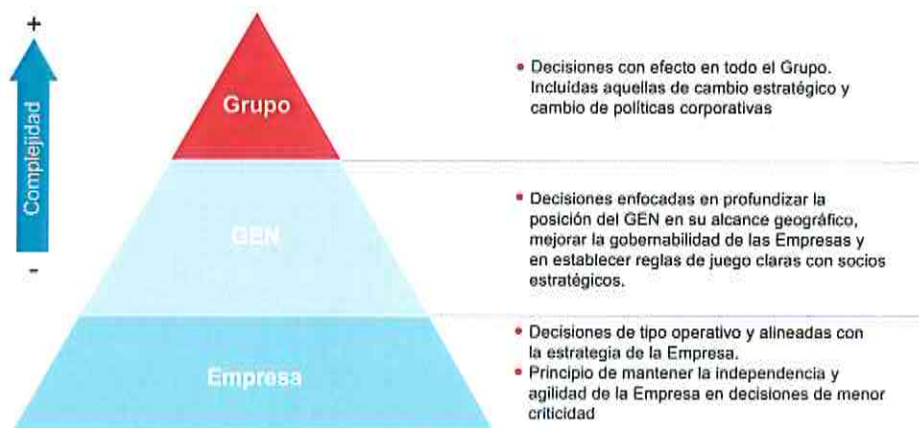 +
Complejidad
-
Grupo
• Decisiones con efecto en todo el Grupo.
Incluídas aquellas de cambio estratégico y
cambio de políticas corporativas
GEN
• Decisiones enfocadas en profundizar la
posición del GEN en su alcance geográfico,
mejorar la gobernabilidad de las Empresas y
en establecer reglas de juego claras con socios
estratégicos.
Empresa
• Decisiones de tipo operativo y alineadas con
la estrategia de la Empresa.
• Principio de mantener la independencia y
agilidad de la Empresa en decisiones de menor
criticidad